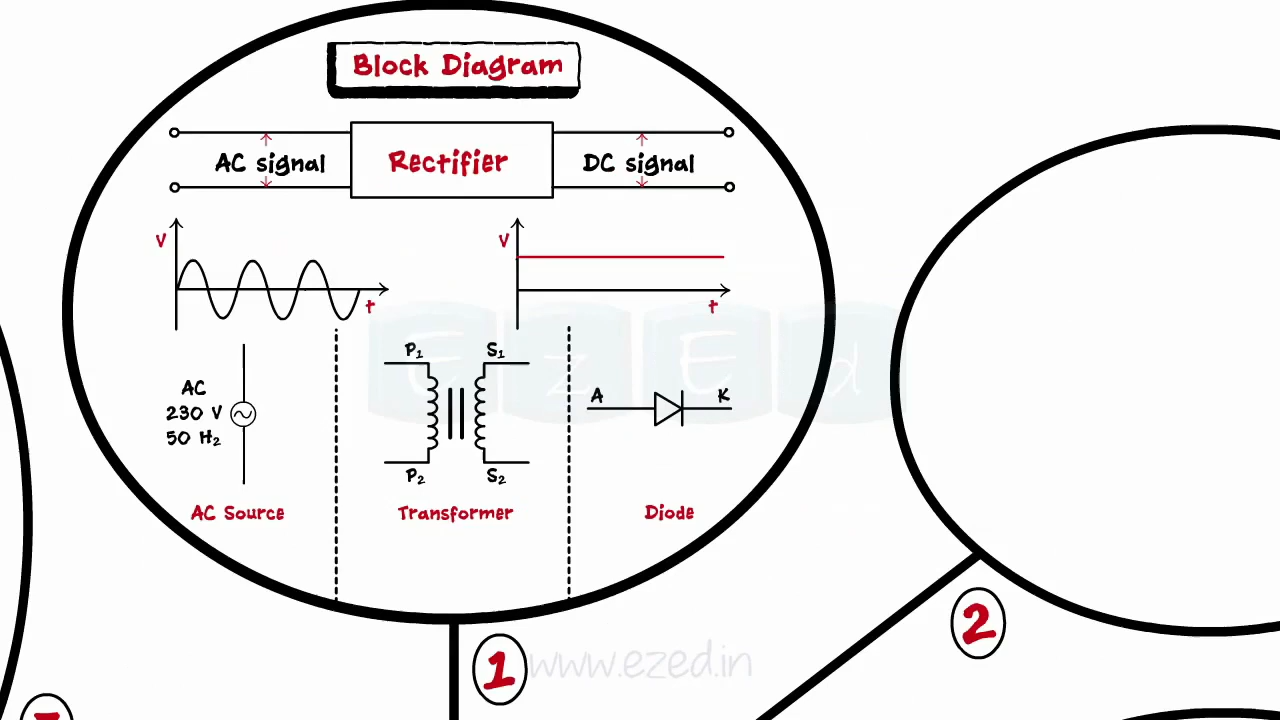 Block Diagram
AC signal
Rectifier
DC signal
V
t
V
t
AC
230 V
50 Hz
AC Source
P1
S1
P2
S2
Transformer
A
K
Diode
EzEd
1
www.ezed.in
2